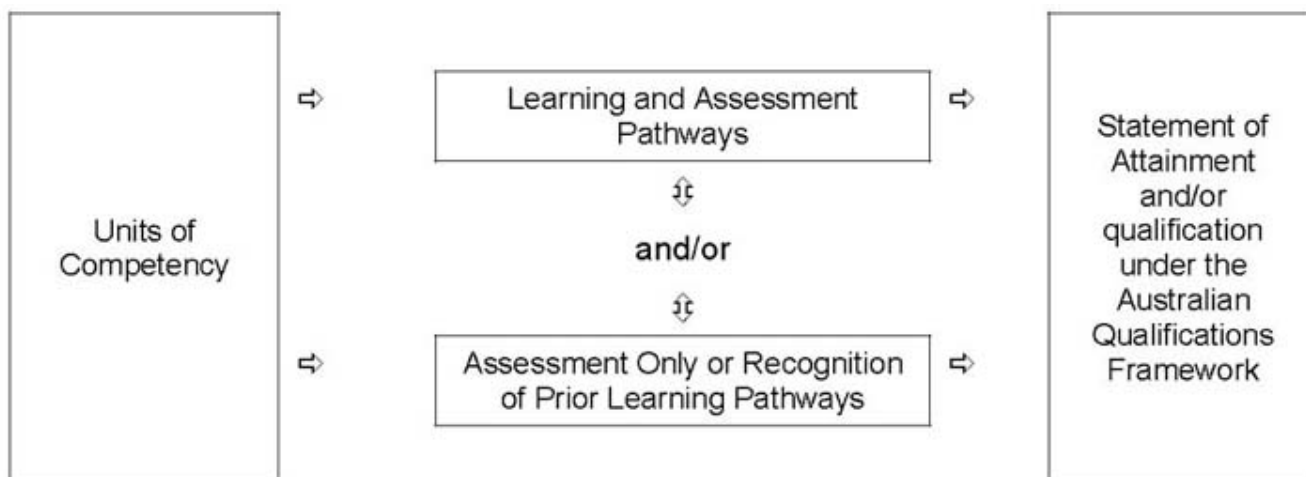 Units of
Competency
Learning and Assessment
Pathways
and/or
Assessment Only or Recognition
of Prior Learning Pathways
Statement of
Attainment
and/or
qualification
under the
Australian
Qualifications
Framework